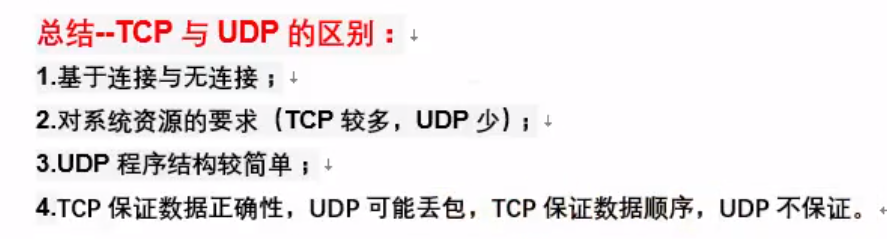 总结--TCP 与 UDP 的区别：
1.基于连接与无连接；
2.对系统资源的要求（TCP 较多，UDP 少）；
3.UDP 程序结构较简单；
4.TCP 保证数据正确性，UDP 可能丢包，TCP 保证数据顺序，UDP 不保证。